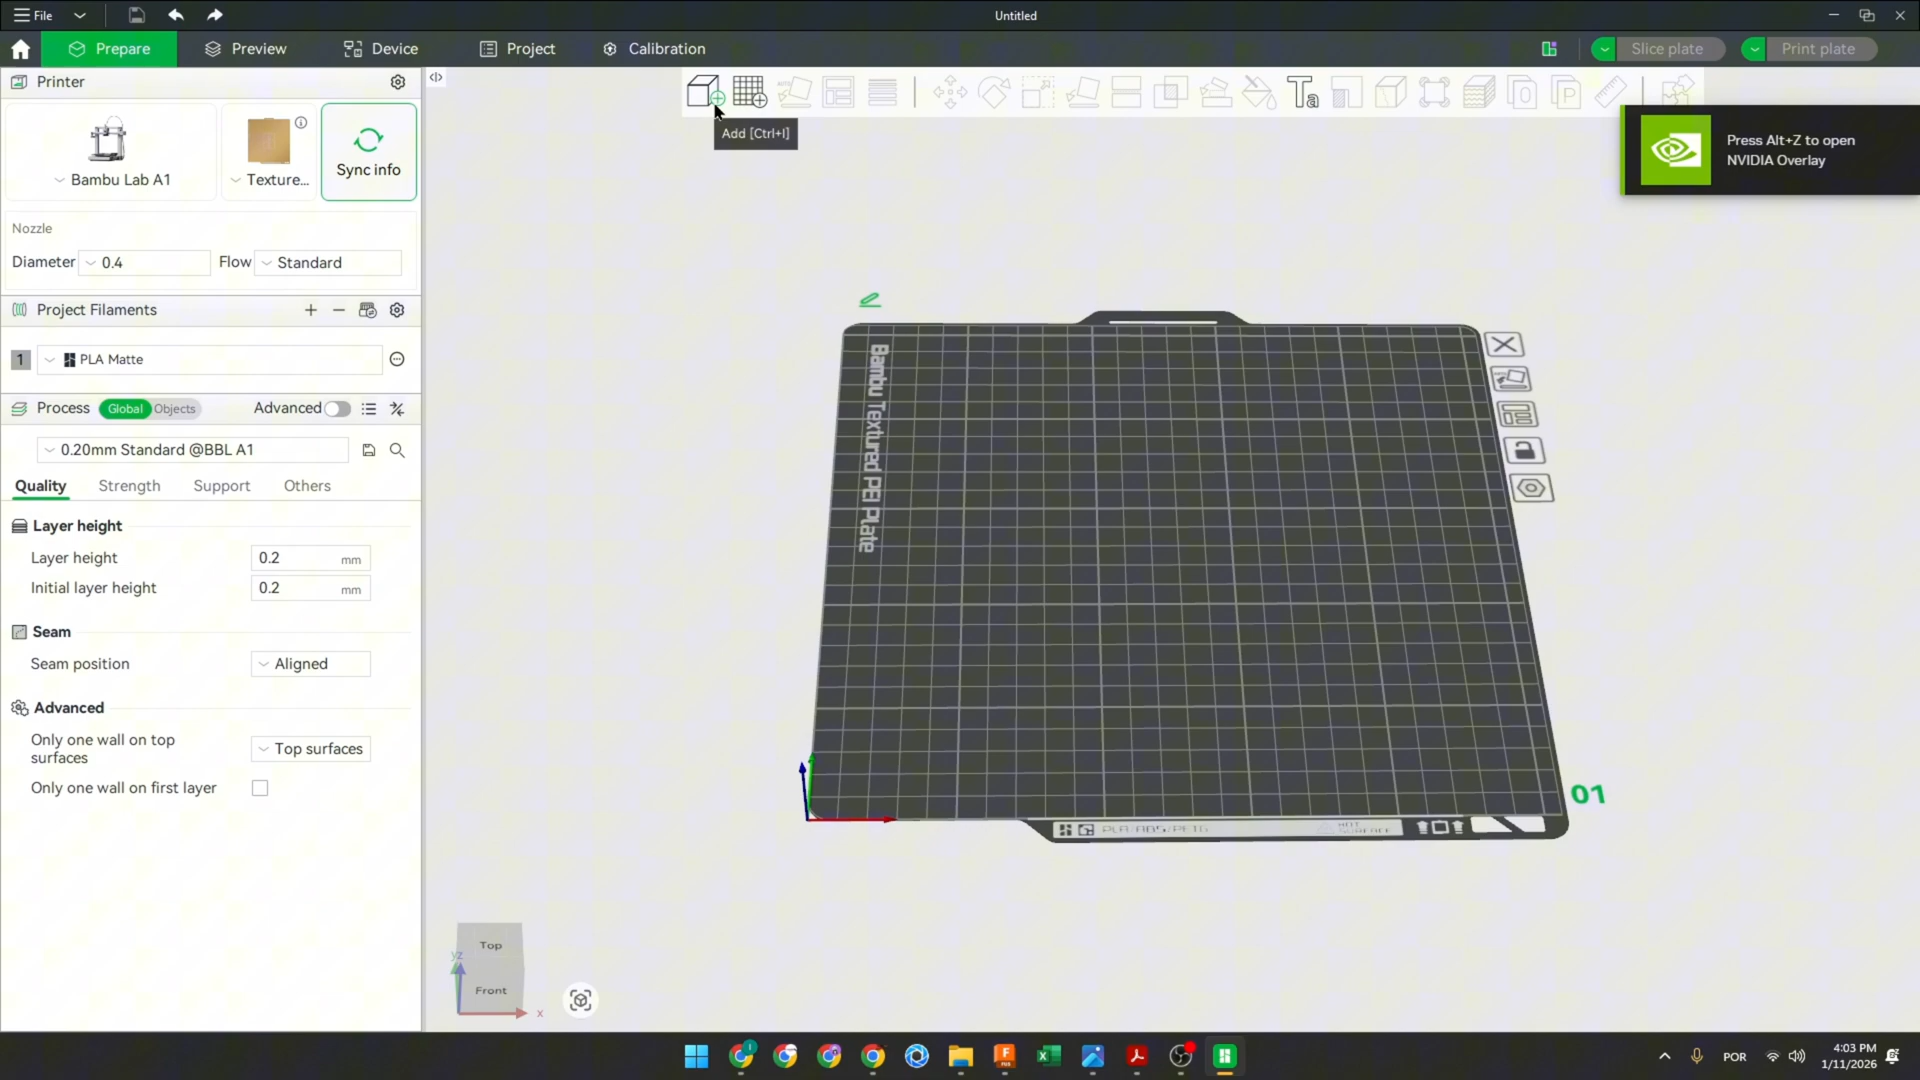 File
Untitled
Prepare
Preview
Device
Project
Calibration
Slice plate
Print plate
Printer
Add [Ctrl+I]
Press Alt+Z to open
NVIDIA Overlay
Bambu Lab A1
Texture...
Sync info
Nozzle
Diameter
0.4
Flow
Standard
Project Filaments
1
PLA Matte
Process
Global
Objects
Advanced
0.20mm Standard @BBL A1
Quality
Strength
Support
Others
Layer height
Layer height
0.2
mm
Initial layer height
0.2
mm
Seam
Seam position
Aligned
Advanced
Only one wall on top
surfaces
Top surfaces
Only one wall on first layer
Bambu Textured PEI Plate
01
PLA/ABS/PETG
HOT
SURFACE
Top
Front
x
POR
4:03 PM
1/11/2026